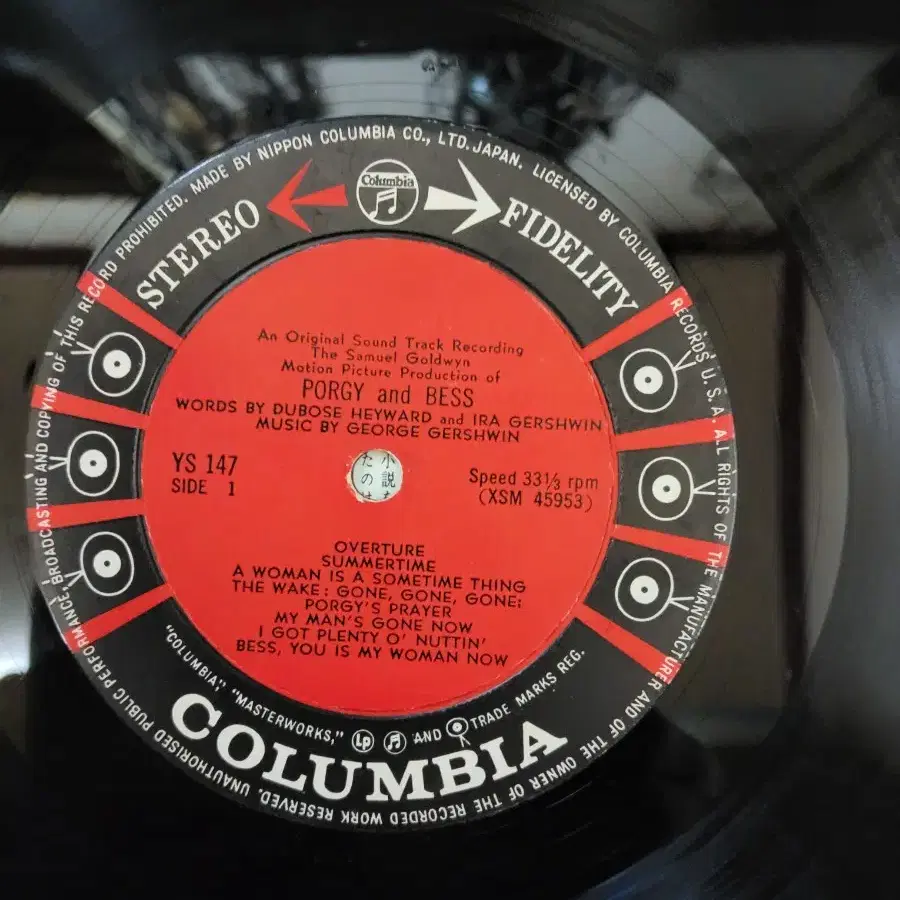 MADE BY NIPPON COLUMBIA CO., LTD. JAPAN. LICENSED BY COLUMBIA RECORDS U.S.A. ALL RIGHTS OF THE MANUFACTURER AND OF THE OWNER OF THE RECORDED WORK RESERVED. UNAUTHORISED PUBLIC PERFORMANCE, BROADCASTING AND COPYING OF THIS RECORD PROHIBITED.
STEREO
Columbia
FIDELITY
An Original Sound Track Recording
The Samuel Goldwyn
Motion Picture Production of
PORGY and BESS
WORDS BY DUBOSE HEYWARD and IRA GERSHWIN
MUSIC BY GEORGE GERSHWIN
YS 147
SIDE 1
小説
たの
Speed 33⅓ rpm
(XSM 45953)
OVERTURE
SUMMERTIME
A WOMAN IS A SOMETIME THING
THE WAKE: GONE, GONE, GONE;
PORGY'S PRAYER
MY MAN'S GONE NOW
I GOT PLENTY O' NUTTIN'
BESS, YOU IS MY WOMAN NOW
"COLUMBIA", "MASTERWORKS," Lp AND TRADE MARKS REG.
COLUMBIA